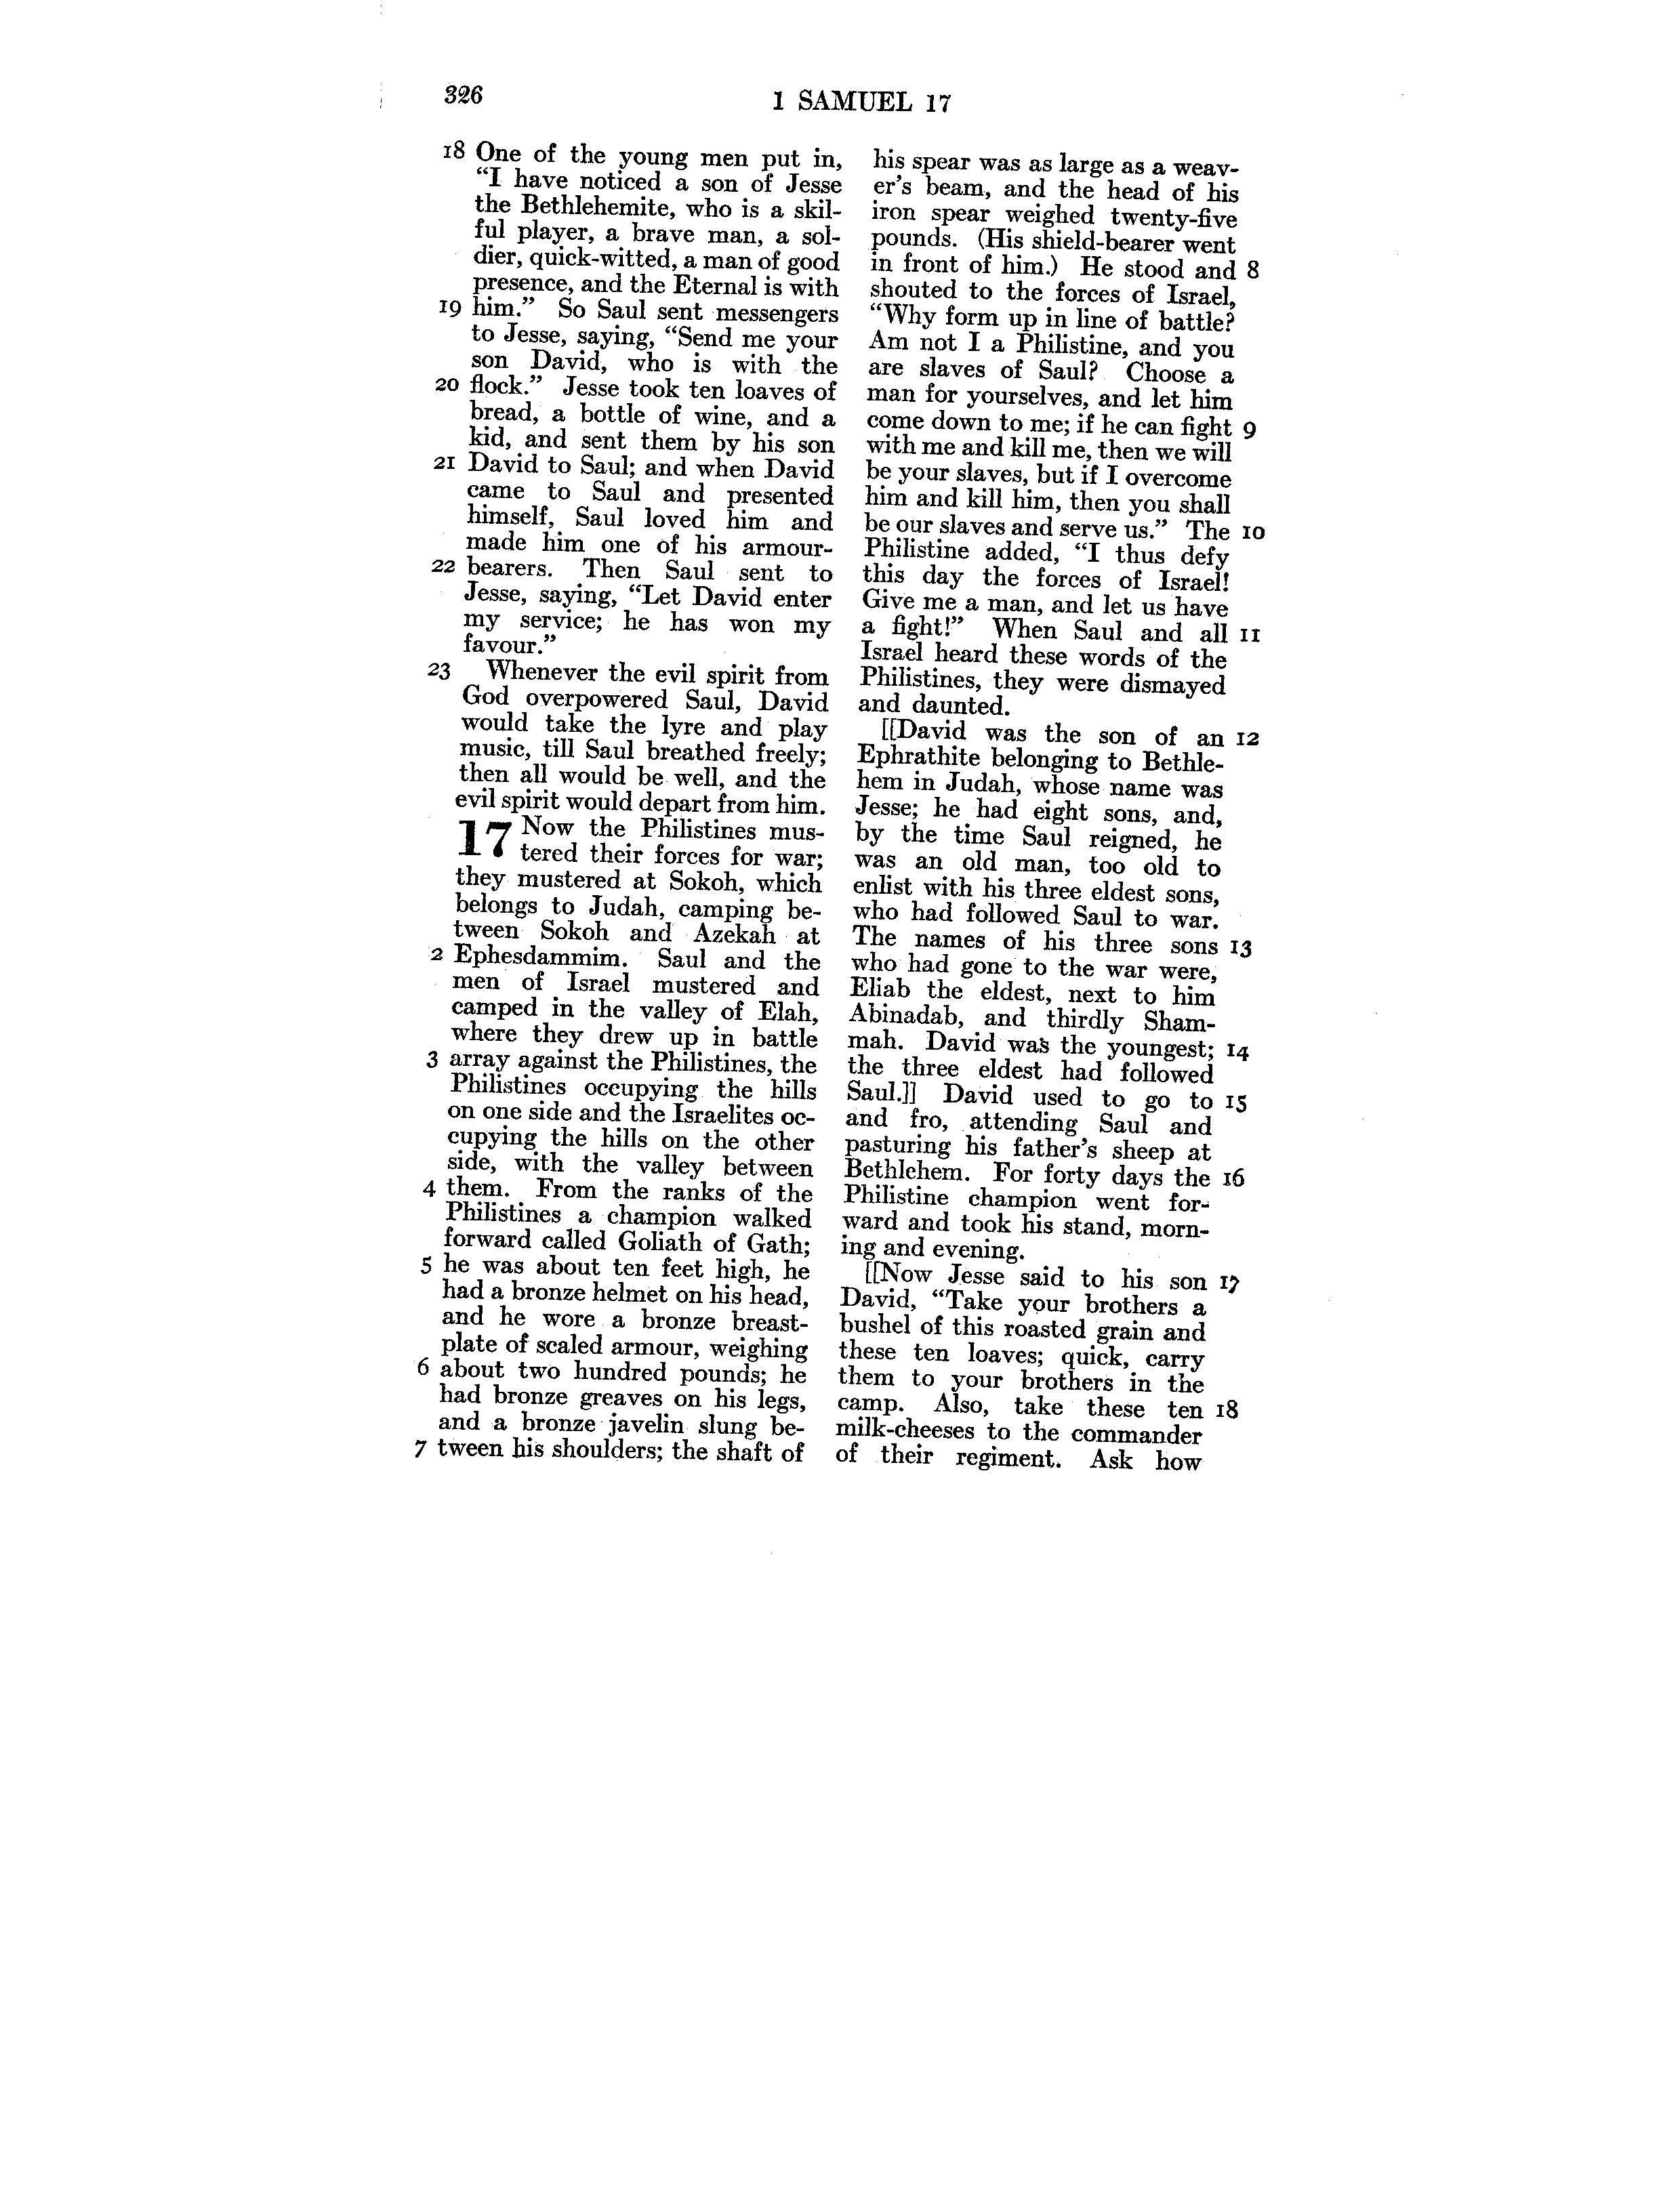 326
1 SAMUEL 17
18 One of the young men put in,
“I have noticed a son of Jesse
the Bethlehemite, who is a skil-
ful player, a brave man, a sol-
dier, quick-witted, a man of good
presence, and the Eternal is with
19 him.” So Saul sent messengers
to Jesse, saying, “Send me your
son David, who is with the
20 flock.” Jesse took ten loaves of
bread, a bottle of wine, and a
kid, and sent them by his son
21 David to Saul; and when David
came to Saul and presented
himself, Saul loved him and
made him one of his armour-
22 bearers. Then Saul sent to
Jesse, saying, “Let David enter
my service; he has won my
favour.”
23 Whenever the evil spirit from
God overpowered Saul, David
would take the lyre and play
music, till Saul breathed freely;
then all would be well, and the
evil spirit would depart from him.
17 Now the Philistines mus-
tered their forces for war;
they mustered at Sokoh, which
belongs to Judah, camping be-
tween Sokoh and Azekah at
2 Ephesdammim. Saul and the
men of Israel mustered and
camped in the valley of Elah,
where they drew up in battle
3 array against the Philistines, the
Philistines occupying the hills
on one side and the Israelites oc-
cupying the hills on the other
side, with the valley between
4 them. From the ranks of the
Philistines a champion walked
forward called Goliath of Gath;
5 he was about ten feet high, he
had a bronze helmet on his head,
and he wore a bronze breast-
plate of scaled armour, weighing
6 about two hundred pounds; he
had bronze greaves on his legs,
and a bronze javelin slung be-
7 tween his shoulders; the shaft of
his spear was as large as a weav-
er’s beam, and the head of his
iron spear weighed twenty-five
pounds. (His shield-bearer went
in front of him.) He stood and 8
shouted to the forces of Israel,
“Why form up in line of battle?
Am not I a Philistine, and you
are slaves of Saul? Choose a
man for yourselves, and let him
come down to me; if he can fight 9
with me and kill me, then we will
be your slaves, but if I overcome
him and kill him, then you shall
be our slaves and serve us.” The 10
Philistine added, “I thus defy
this day the forces of Israel!
Give me a man, and let us have
a fight!” When Saul and all 11
Israel heard these words of the
Philistines, they were dismayed
and daunted.
[[David was the son of an 12
Ephrathite belonging to Bethle-
hem in Judah, whose name was
Jesse; he had eight sons, and,
by the time Saul reigned, he
was an old man, too old to
enlist with his three eldest sons,
who had followed Saul to war.
The names of his three sons 13
who had gone to the war were,
Eliab the eldest, next to him
Abinadab, and thirdly Sham-
mah. David was the youngest; 14
the three eldest had followed
Saul.]] David used to go to 15
and fro, attending Saul and
pasturing his father’s sheep at
Bethlehem. For forty days the 16
Philistine champion went for-
ward and took his stand, morn-
ing and evening.
[[Now Jesse said to his son 17
David, “Take your brothers a
bushel of this roasted grain and
these ten loaves; quick, carry
them to your brothers in the
camp. Also, take these ten 18
milk-cheeses to the commander
of their regiment. Ask how